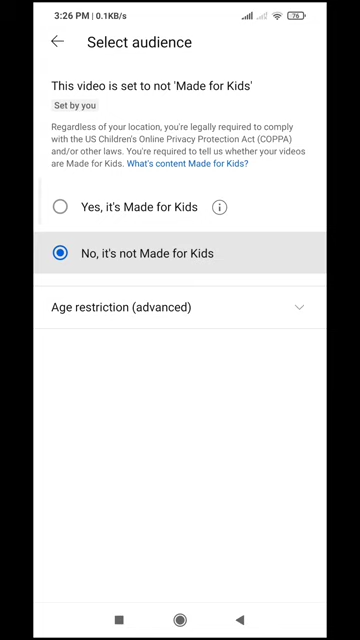 3:26 PM | 0.1KB/s
76
Select audience
This video is set to not 'Made for Kids'
Set by you
Regardless of your location, you're legally required to comply
with the US Children's Online Privacy Protection Act (COPPA)
and/or other laws. You're required to tell us whether your videos
are Made for Kids. What's content Made for Kids?
Yes, it's Made for Kids
No, it's not Made for Kids
Age restriction (advanced)